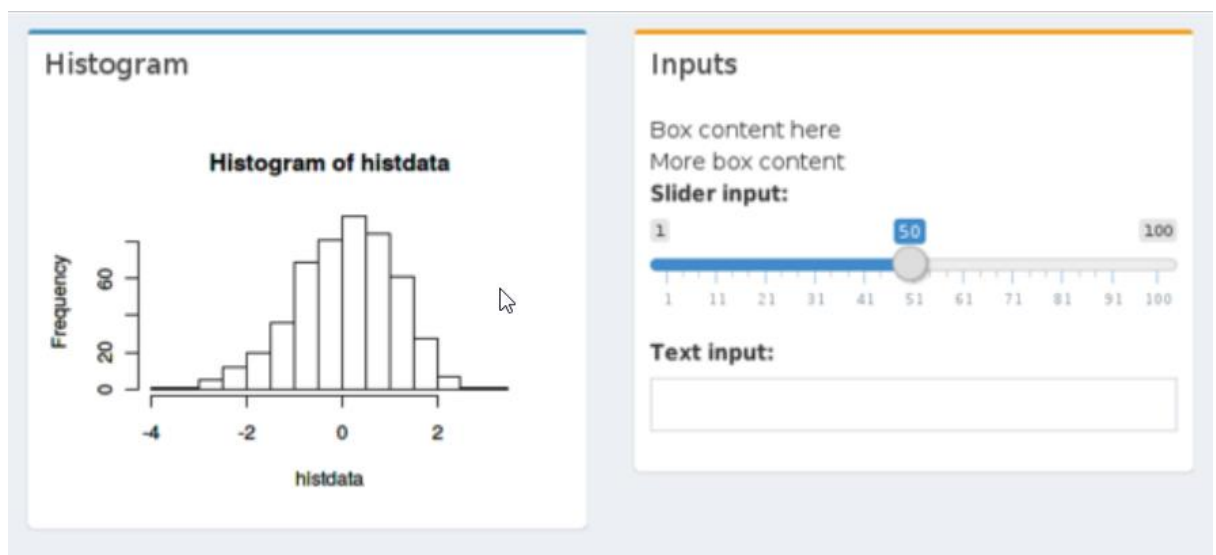 Histogram
Histogram of histdata
Frequency
60
20
0
-4 -2 0 2
histdata
Inputs
Box content here
More box content
Slider input:
1 50 100
1 11 21 31 41 51 61 71 81 91 100
Text input: